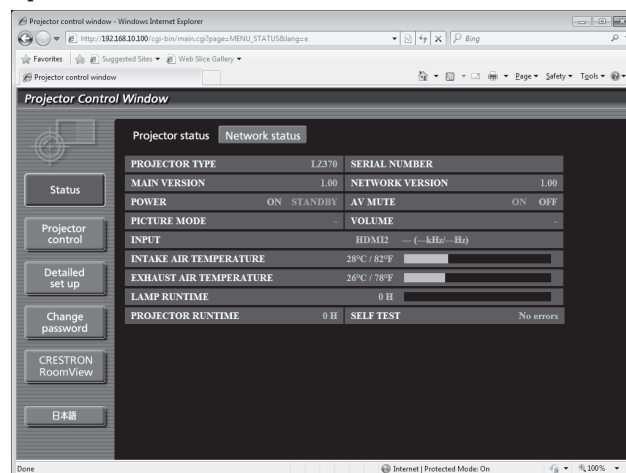 Projector control window - Windows Internet Explorer
http://192.168.10.100/cgi-bin/main.cgi?page=MENU_STATUS&lang=e
Bing
Favorites Suggested Sites Web Slice Gallery
Projector control window Page Safety Tools
Projector Control Window
Projector status Network status
PROJECTOR TYPE LZ370 SERIAL NUMBER
Status
MAIN VERSION 1.00 NETWORK VERSION 1.00
POWER ON STANDBY AV MUTE ON OFF
PICTURE MODE - VOLUME -
Projector control
INPUT HDMI2 --- (---kHz/---Hz)
INTAKE AIR TEMPERATURE 28°C / 82°F
Detailed set up
EXHAUST AIR TEMPERATURE 26°C / 78°F
LAMP RUNTIME 0 H
PROJECTOR RUNTIME 0 H SELF TEST No errors
Change password
CRESTRON RoomView
日本語
Done Internet | Protected Mode: On 100%